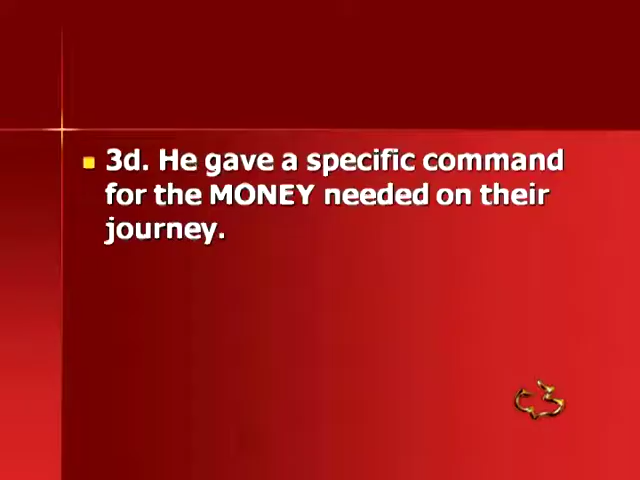 3d. He gave a specific command
for the MONEY needed on their
journey.